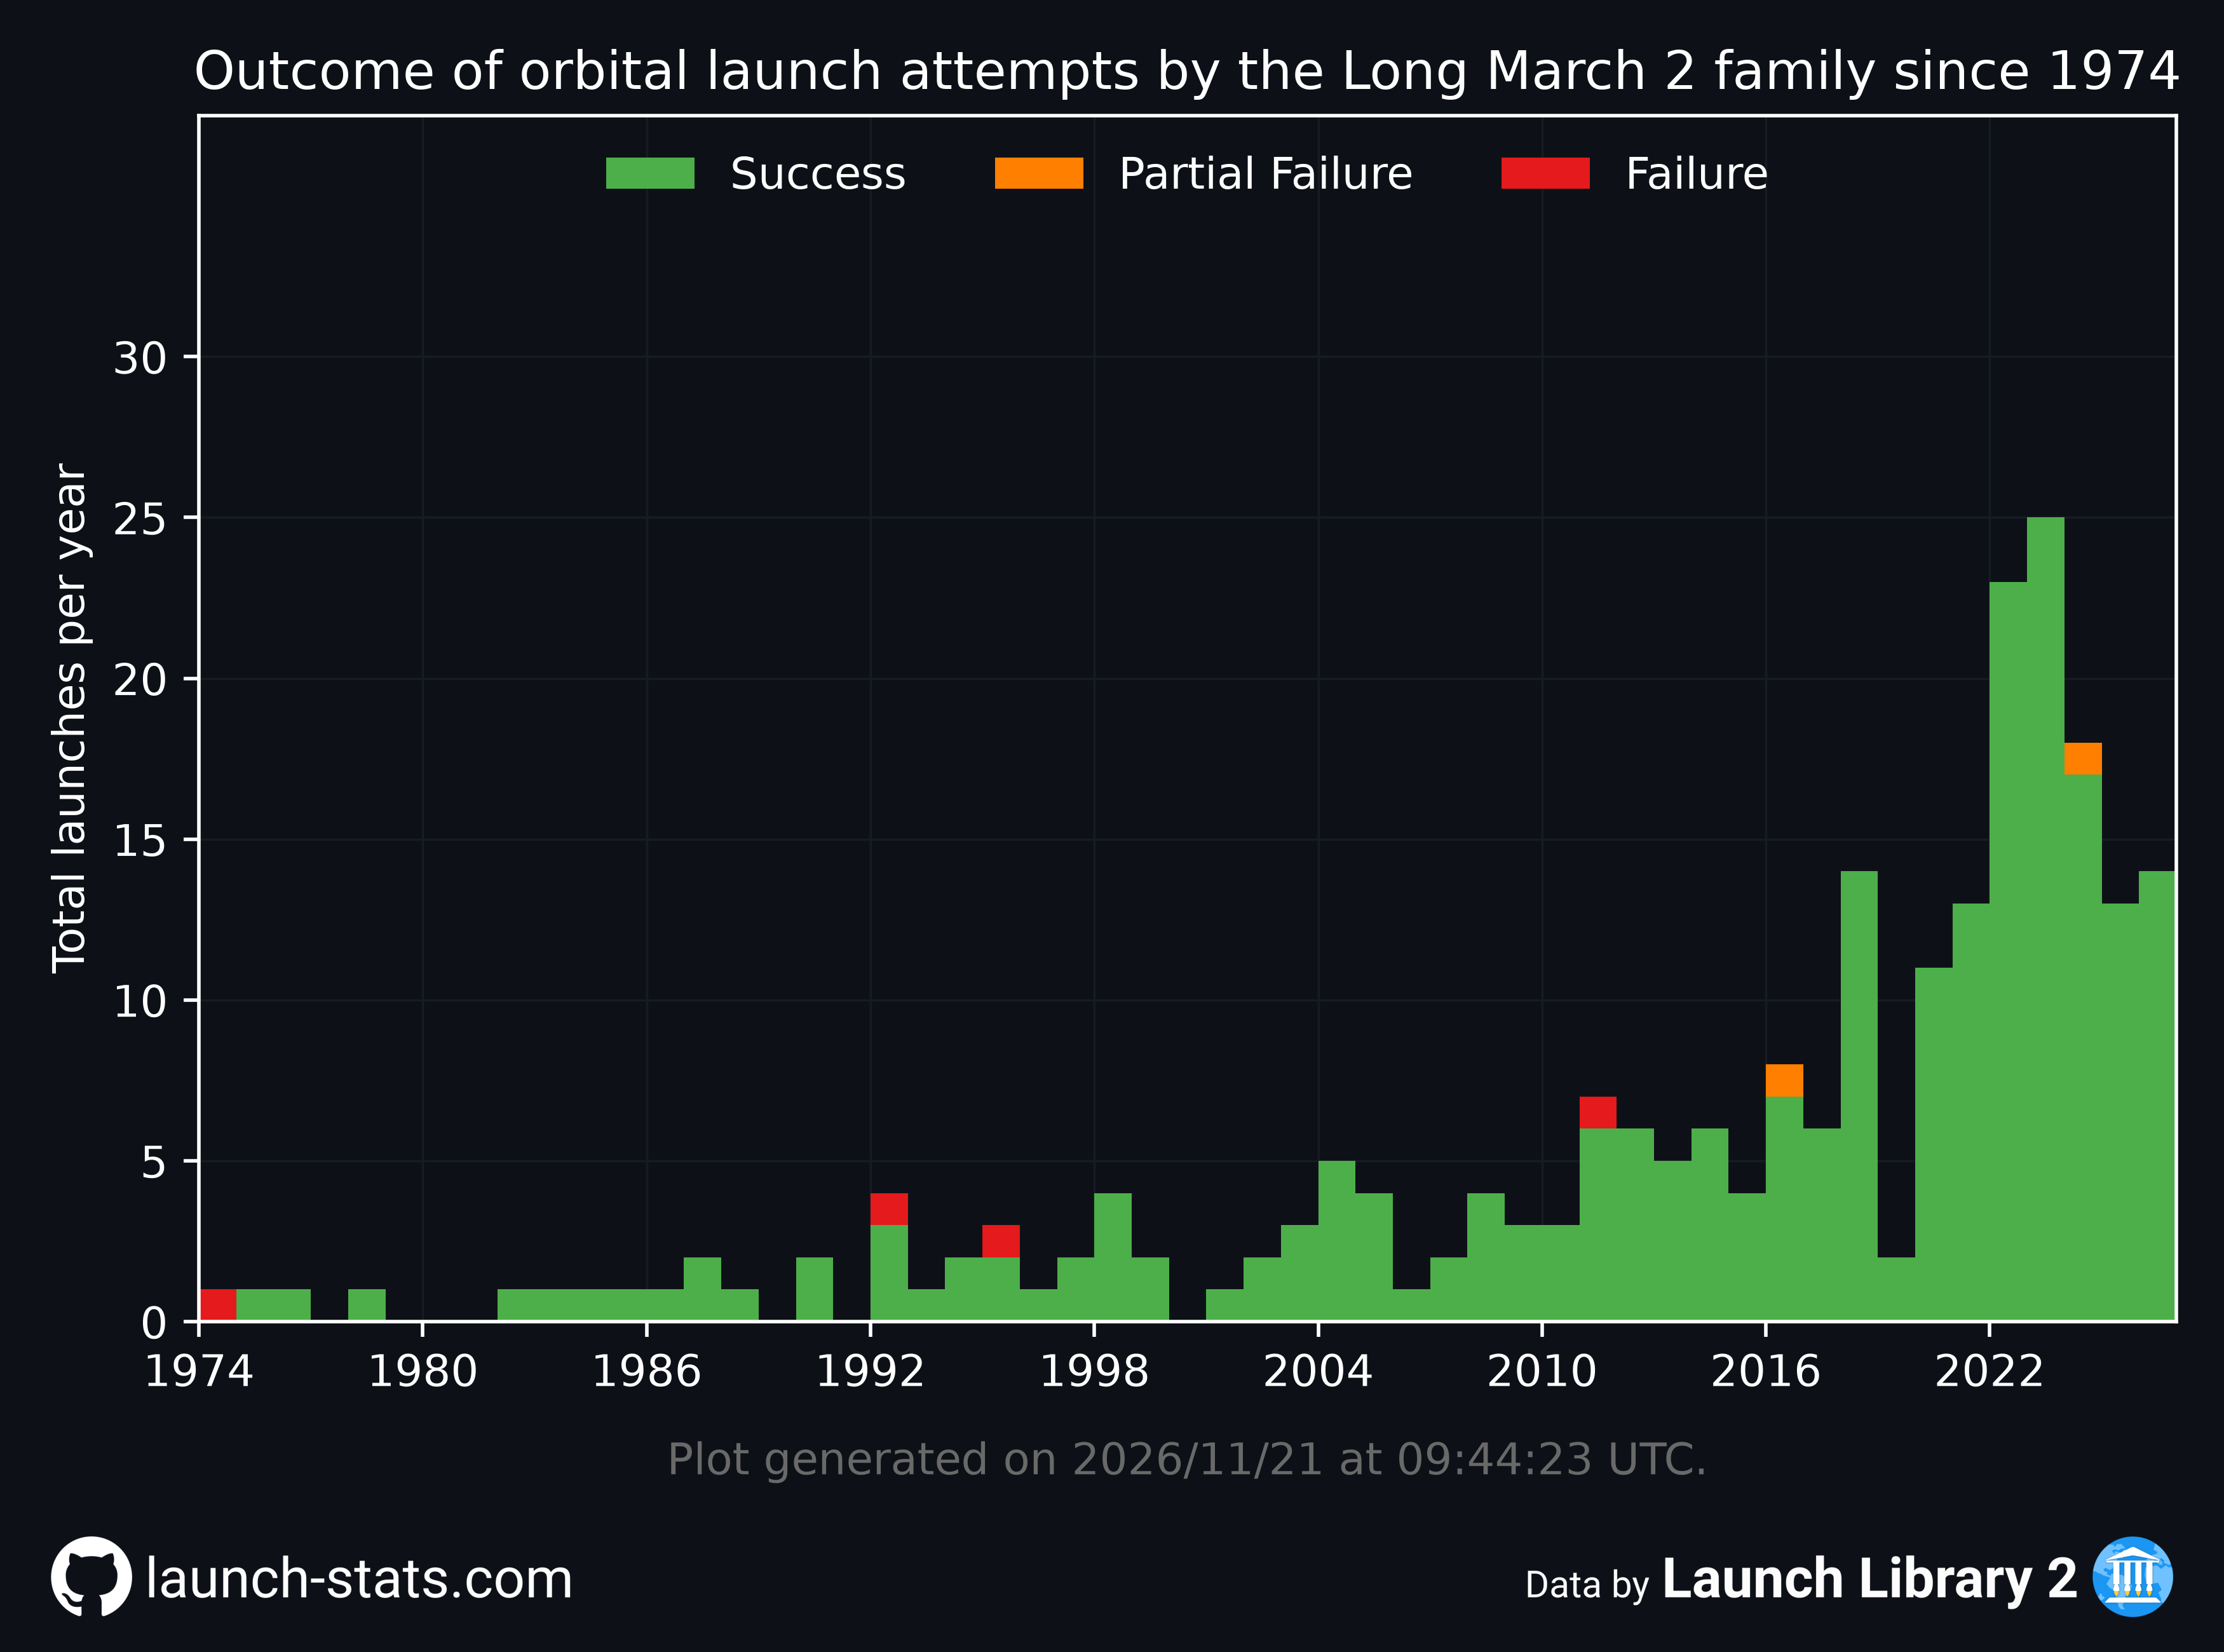 Outcome of orbital launch attempts by the Long March 2 family since 1974
Success
Partial Failure
Failure
Total launches per year
30
25
20
15
10
5
0
1974
1980
1986
1992
1998
2004
2010
2016
2022
Plot generated on 2026/11/21 at 09:44:23 UTC.
launch-stats.com
Data by Launch Library 2